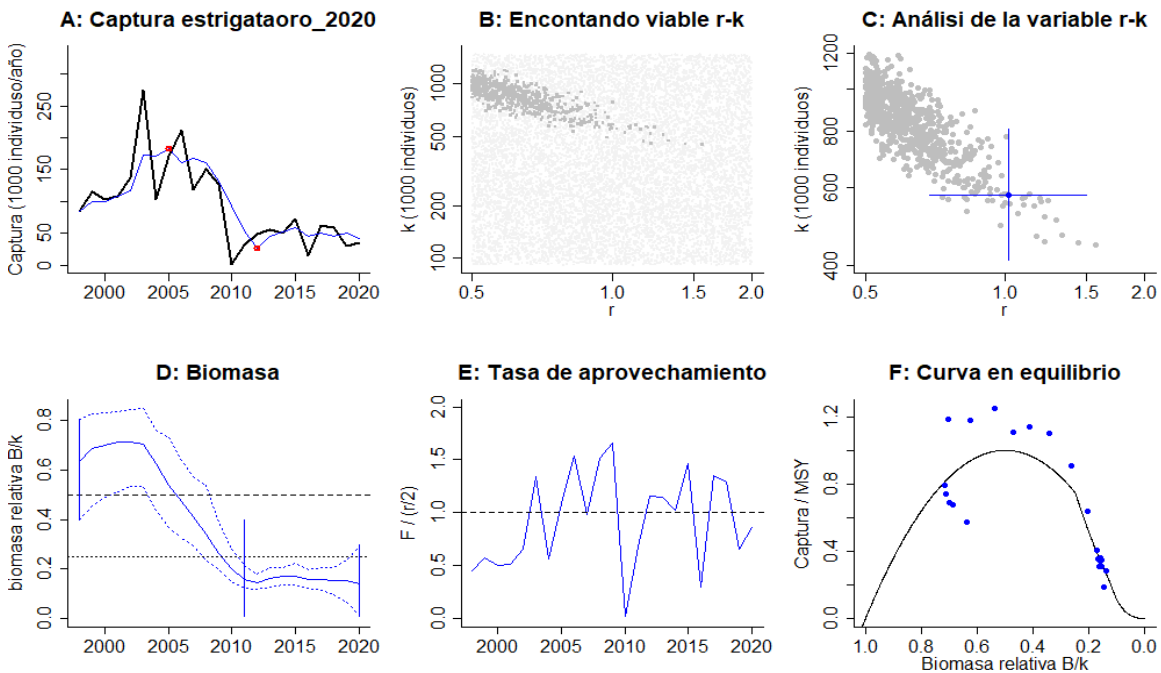 A: Captura estrigataoro_2020
Captura (1000 individuso/año)
0 50 150 250
2000 2005 2010 2015 2020
B: Encontando viable r-k
k (1000 individuos)
100 200 500 1000
0.5 1.0 1.5 2.0
r
C: Análisi de la variable r-k
k (1000 individuos)
400 600 800 1200
0.5 1.0 1.5 2.0
r
D: Biomasa
biomasa relativa B/k
0.0 0.2 0.4 0.6 0.8
2000 2005 2010 2015 2020
E: Tasa de aprovechamiento
F / (r/2)
0.0 0.5 1.0 1.5 2.0
2000 2005 2010 2015 2020
F: Curva en equilibrio
Captura / MSY
0.0 0.4 0.8 1.2
1.0 0.8 0.6 0.4 0.2 0.0
Biomasa relativa B/k